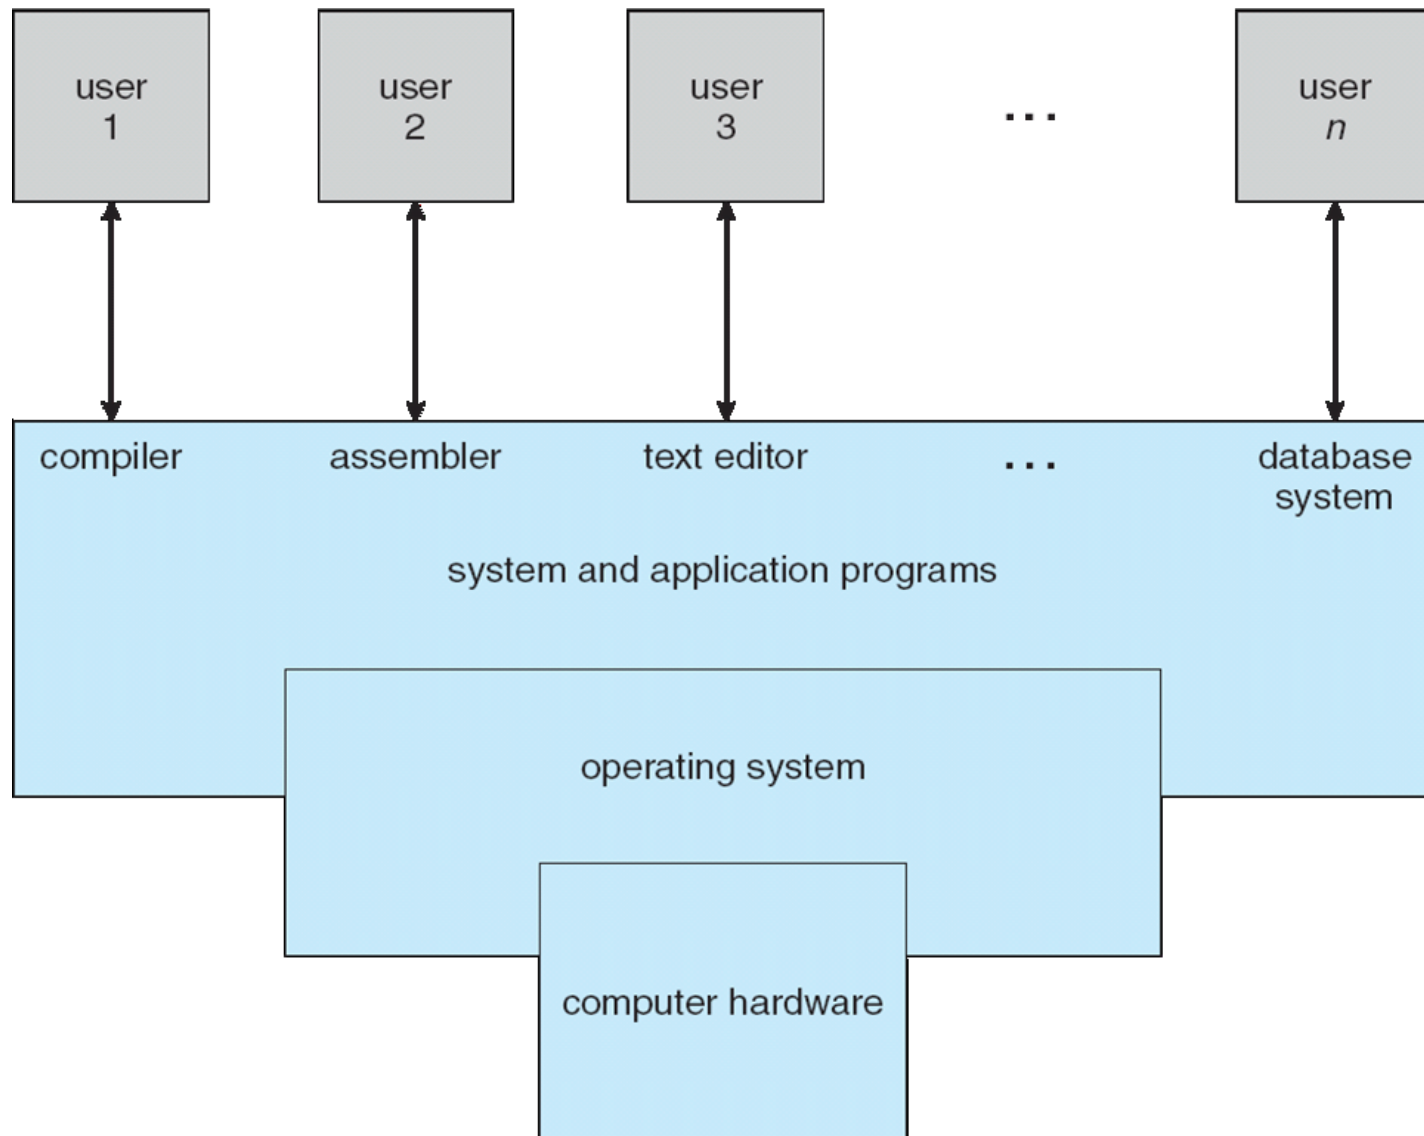 user
1
user
2
user
3
...
user
n
compiler
assembler
text editor
...
database
system
system and application programs
operating system
computer hardware